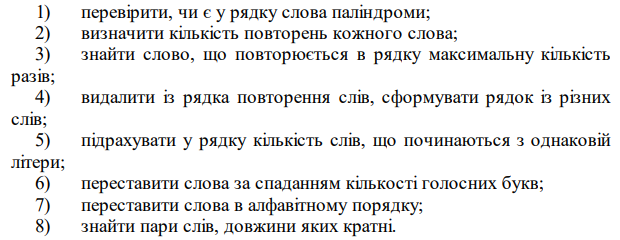 1) перевірити, чи є у рядку слова паліндроми;
2) визначити кількість повторень кожного слова;
3) знайти слово, що повторюється в рядку максимальну кількість
разів;
4) видалити із рядка повторення слів, сформувати рядок із різних
слів;
5) підрахувати у рядку кількість слів, що починаються з однаковій
літери;
6) переставити слова за спаданням кількості голосних букв;
7) переставити слова в алфавітному порядку;
8) знайти пари слів, довжини яких кратні.